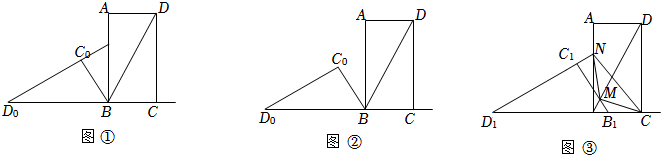 A D
C₀
D₀ B C
图 ①
A D
C₀
D₀ B C
图 ②
A D
C₁ N
M
D₁ B₁ C
图 ③